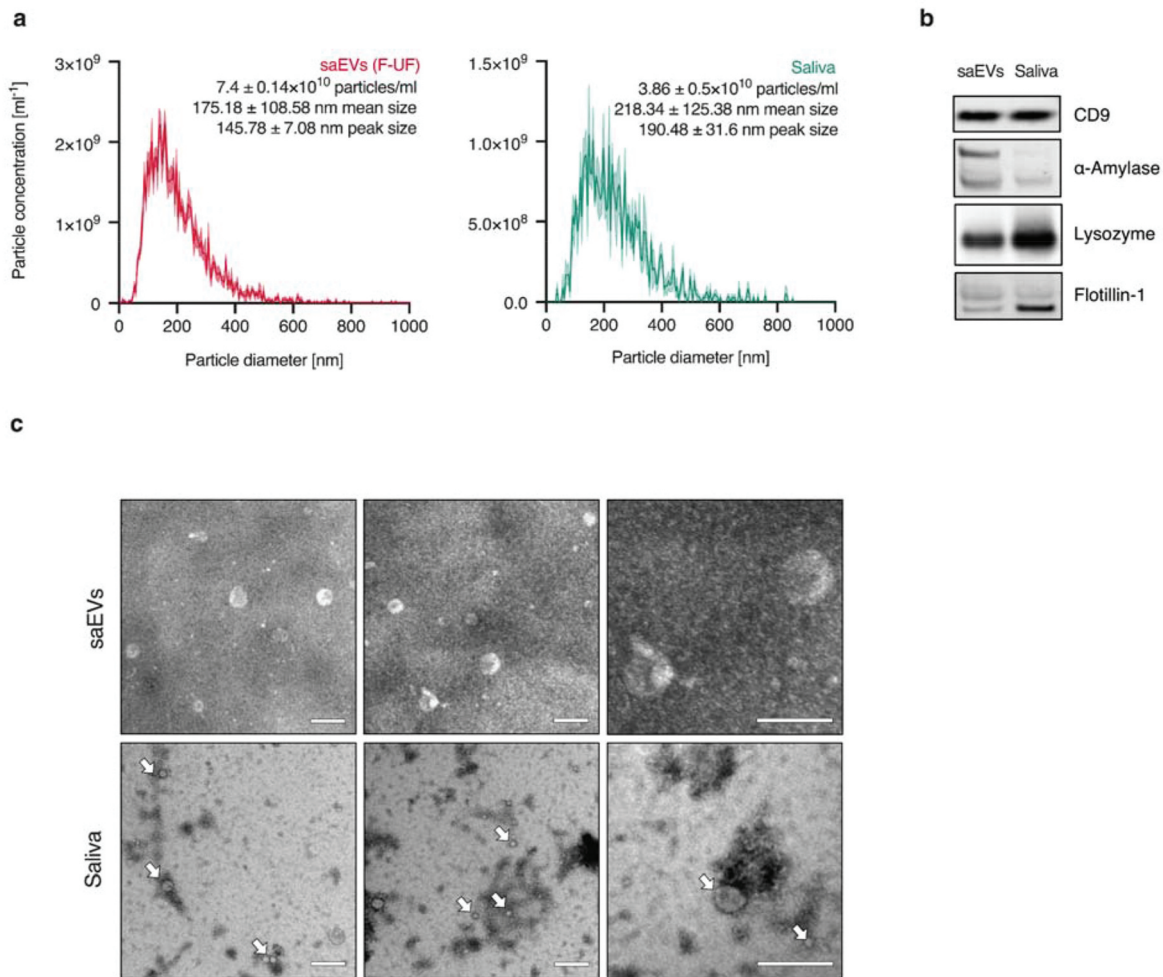 a
saEVs (F-UF)
7.4 ± 0.14×10¹⁰ particles/ml
175.18 ± 108.58 nm mean size
145.78 ± 7.08 nm peak size
Particle concentration [ml⁻¹]
3×10⁹
2×10⁹
1×10⁹
0
0 200 400 600 800 1000
Particle diameter [nm]
Saliva
3.86 ± 0.5×10¹⁰ particles/ml
218.34 ± 125.38 nm mean size
190.48 ± 31.6 nm peak size
1.5×10⁹
1.0×10⁹
5.0×10⁸
0.0
0 200 400 600 800 1000
Particle diameter [nm]
b
saEVs Saliva
CD9
α-Amylase
Lysozyme
Flotillin-1
c
saEVs
Saliva